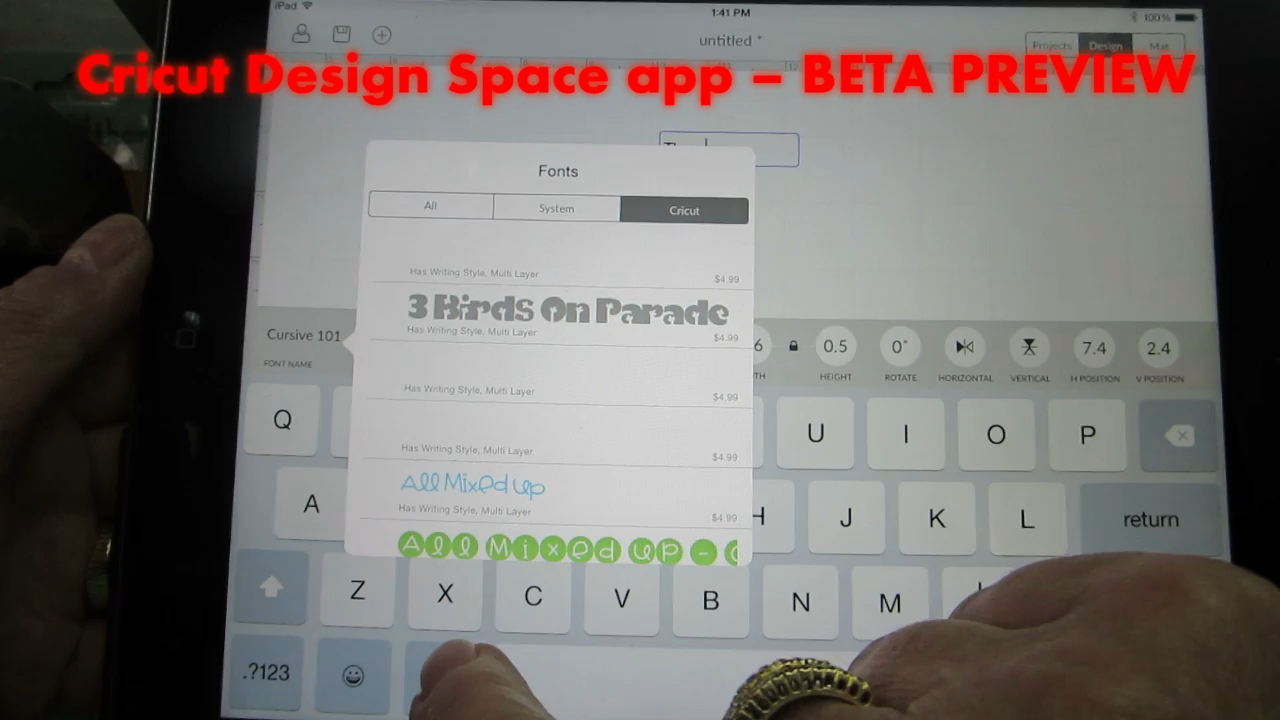 iPad
1:41 PM
100%
untitled *
Projects Design Mat
Cricut Design Space app – BETA PREVIEW
Fonts
All System Cricut
Has Writing Style, Multi Layer $4.99
3 Birds On Parade
Has Writing Style, Multi Layer $4.99
Has Writing Style, Multi Layer $4.99
Has Writing Style, Multi Layer $4.99
All Mixed Up
Has Writing Style, Multi Layer $4.99
All Mixed Up -
Cursive 101
FONT NAME
6 0.5 0° 7.4 2.4
TH HEIGHT ROTATE HORIZONTAL VERTICAL H POSITION V POSITION
Q U I O P
A H J K L return
Z X C V B N M
.?123